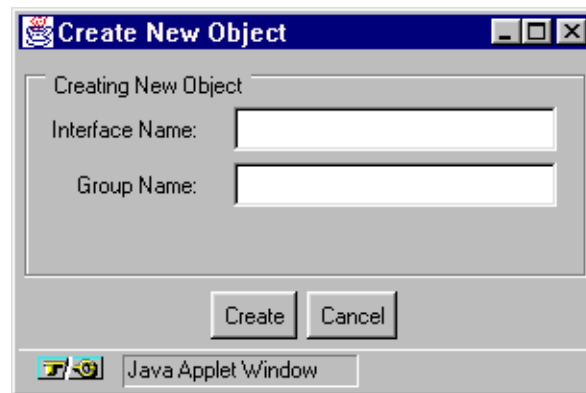 Create New Object
Creating New Object
Interface Name:
Group Name:
Create Cancel
Java Applet Window